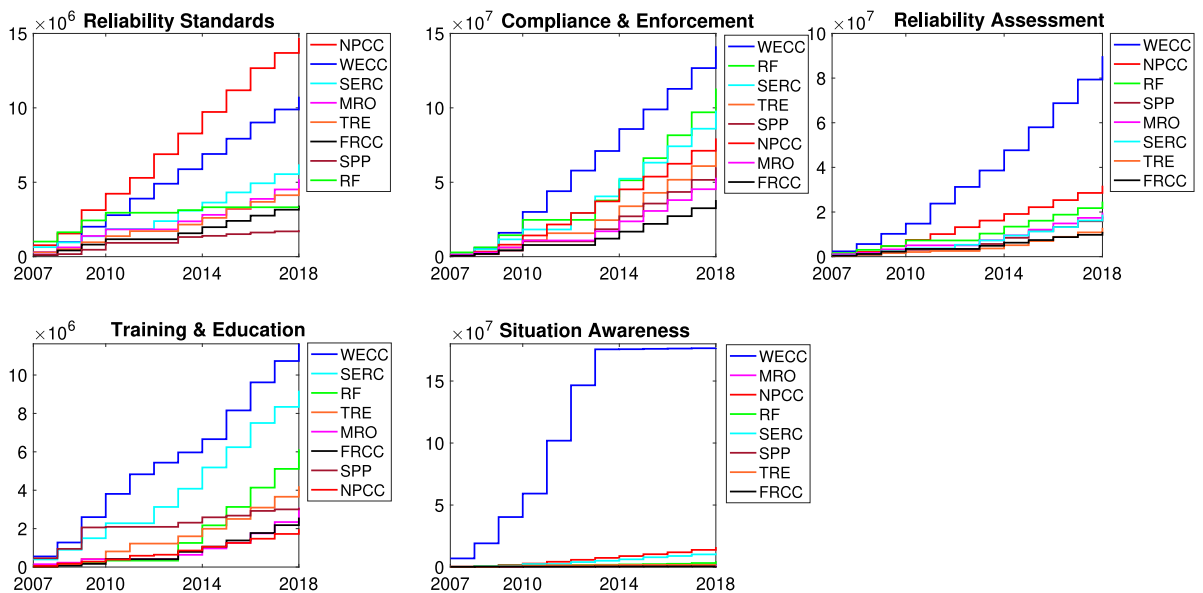 Reliability Standards
×10^6
15
10
5
0
2007 2010 2014 2018
NPCC
WECC
SERC
MRO
TRE
FRCC
SPP
RF
Compliance & Enforcement
×10^7
15
10
5
0
2007 2010 2014 2018
WECC
RF
SERC
TRE
SPP
NPCC
MRO
FRCC
Reliability Assessment
×10^7
10
8
6
4
2
0
2007 2010 2014 2018
WECC
NPCC
RF
SPP
MRO
SERC
TRE
FRCC
Training & Education
×10^6
10
8
6
4
2
0
2007 2010 2014 2018
WECC
SERC
RF
TRE
MRO
FRCC
SPP
NPCC
Situation Awareness
×10^7
15
10
5
0
2007 2010 2014 2018
WECC
MRO
NPCC
RF
SERC
SPP
TRE
FRCC